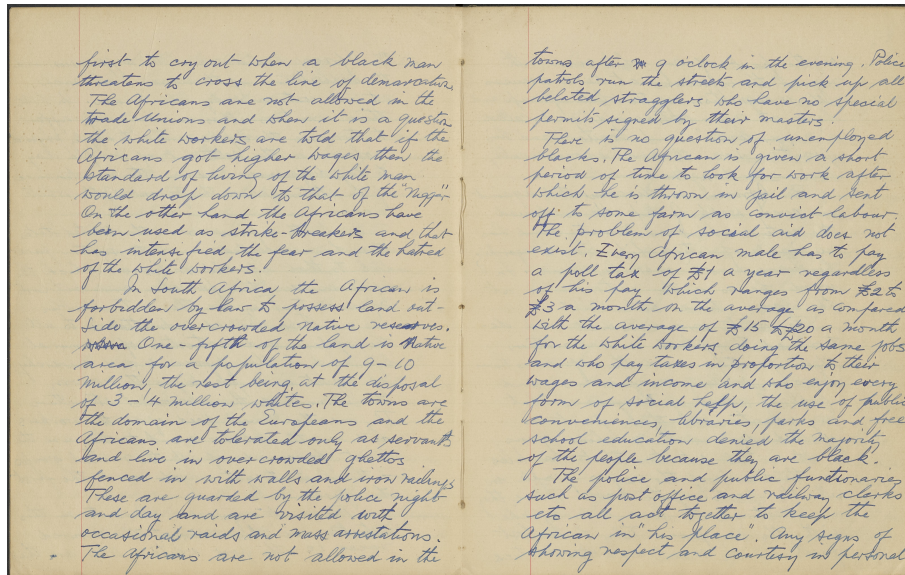 first to cry out when a black man
threatens to cross the line of demarcation.
The Africans are not allowed in the
trade unions and when it is a question
the white workers are told that if the
Africans got higher wages then the
standard of living of the white man
would drop down to that of the "nigger"
On the other hand the Africans have
been used as strike-breakers and that
has intensified the fear and the hatred
of the white workers.
In South Africa the African is
forbidden by law to possess land out-
side the overcrowded native reserves.
One-fifth of the land is Native
area for a population of 9-10
million, the rest being at the disposal
of 3-4 million whites. The towns are
the domain of the Europeans and the
Africans are tolerated only as servants
and live in overcrowded ghettos
fenced in with walls and iron railings
These are guarded by the police night
and day and are visited with
occasional raids and mass arrestations.
The Africans are not allowed in the
towns after 9 o'clock in the evening. Police
patrols run the streets and pick up all
belated stragglers who have no special
permits signed by their masters.
There is no question of unemployed
blacks. The African is given a short
period of time to look for work after
which he is thrown in jail and sent
off to some farm as convict labour.
The problem of social aid does not
exist. Every African male has to pay
a poll tax of £1 a year regardless
of his pay which ranges from £2 to
£3 a month on the average as compared
with the average of £15 to £20 a month
for the white workers doing the same jobs
and who pay taxes in proportion to their
wages and income and who enjoy every
form of social help, the use of public
conveniences, libraries, parks and free
school education denied the majority
of the people because they are black.
The police and public functionaries
such as post office and railway clerks
etc all act together to keep the
African in "his place". Any signs of
showing respect and courtesy in personal